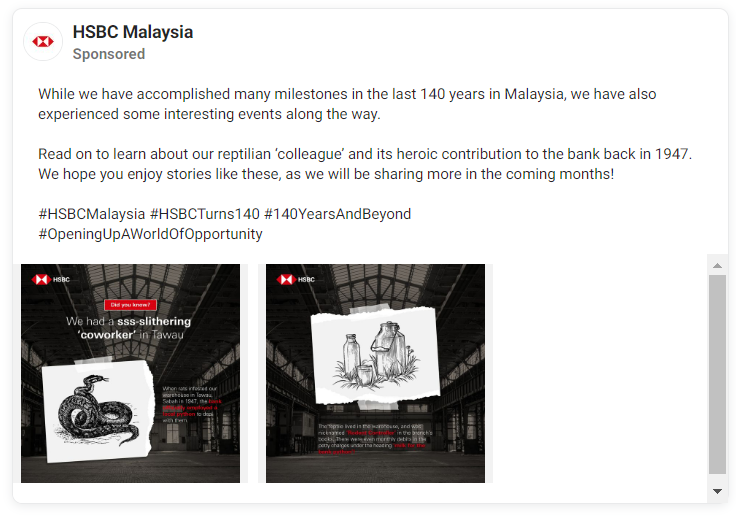 HSBC Malaysia
Sponsored
While we have accomplished many milestones in the last 140 years in Malaysia, we have also
experienced some interesting events along the way.
Read on to learn about our reptilian ‘colleague’ and its heroic contribution to the bank back in 1947.
We hope you enjoy stories like these, as we will be sharing more in the coming months!
#HSBCMalaysia #HSBCTurns140 #140YearsAndBeyond
#OpeningUpAWorldOfOpportunity
HSBC
Did you know?
We had a sss-slithering
‘coworker’ in Tawau
When rats infested our
warehouse in Tawau,
Sabah in 1947, the
to deal
with them.
HSBC
The reptile lived in the warehouse, and was
nicknamed
in the branch's
books. There were even monthly debits in the
petty charges under the heading